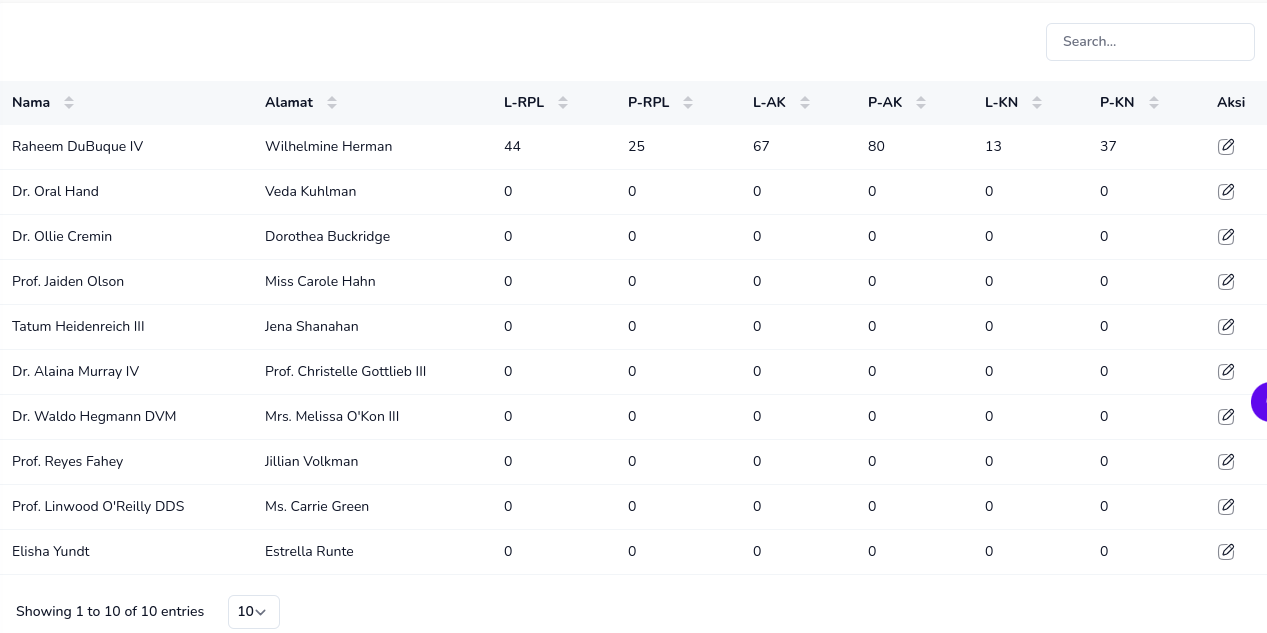 Search...
Nama Alamat L-RPL P-RPL L-AK P-AK L-KN P-KN Aksi
Raheem DuBuque IV Wilhelmine Herman 44 25 67 80 13 37
Dr. Oral Hand Veda Kuhlman 0 0 0 0 0 0
Dr. Ollie Cremin Dorothea Buckridge 0 0 0 0 0 0
Prof. Jaiden Olson Miss Carole Hahn 0 0 0 0 0 0
Tatum Heidenreich III Jena Shanahan 0 0 0 0 0 0
Dr. Alaina Murray IV Prof. Christelle Gottlieb III 0 0 0 0 0 0
Dr. Waldo Hegmann DVM Mrs. Melissa O'Kon III 0 0 0 0 0 0
Prof. Reyes Fahey Jillian Volkman 0 0 0 0 0 0
Prof. Linwood O'Reilly DDS Ms. Carrie Green 0 0 0 0 0 0
Elisha Yundt Estrella Runte 0 0 0 0 0 0
Showing 1 to 10 of 10 entries 10